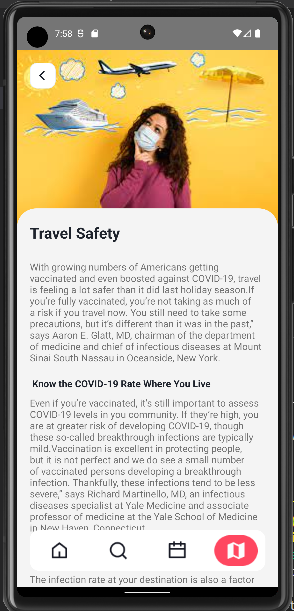 7:58
Travel Safety
With growing numbers of Americans getting
vaccinated and even boosted against COVID-19, travel
is feeling a lot safer than it did last holiday season.If
you're fully vaccinated, you're not taking as much of
a risk if you travel now. You still need to take some
precautions, but it's different than it was in the past,”
says Aaron E. Glatt, MD, chairman of the department
of medicine and chief of infectious diseases at Mount
Sinai South Nassau in Oceanside, New York.
Know the COVID-19 Rate Where You Live
Even if you're vaccinated, it's still important to assess
COVID-19 levels in you community. If they're high, you
are at greater risk of developing COVID-19, though
these so-called breakthrough infections are typically
mild.Vaccination is excellent in protecting people,
but it is not perfect and we do see a small number
of vaccinated persons developing a breakthrough
infection. Thankfully, these infections tend to be less
severe,” says Richard Martinello, MD, an infectious
diseases specialist at Yale Medicine and associate
professor of medicine at the Yale School of Medicine
in New Haven, Connecticut.
The infection rate at your destination is also a factor